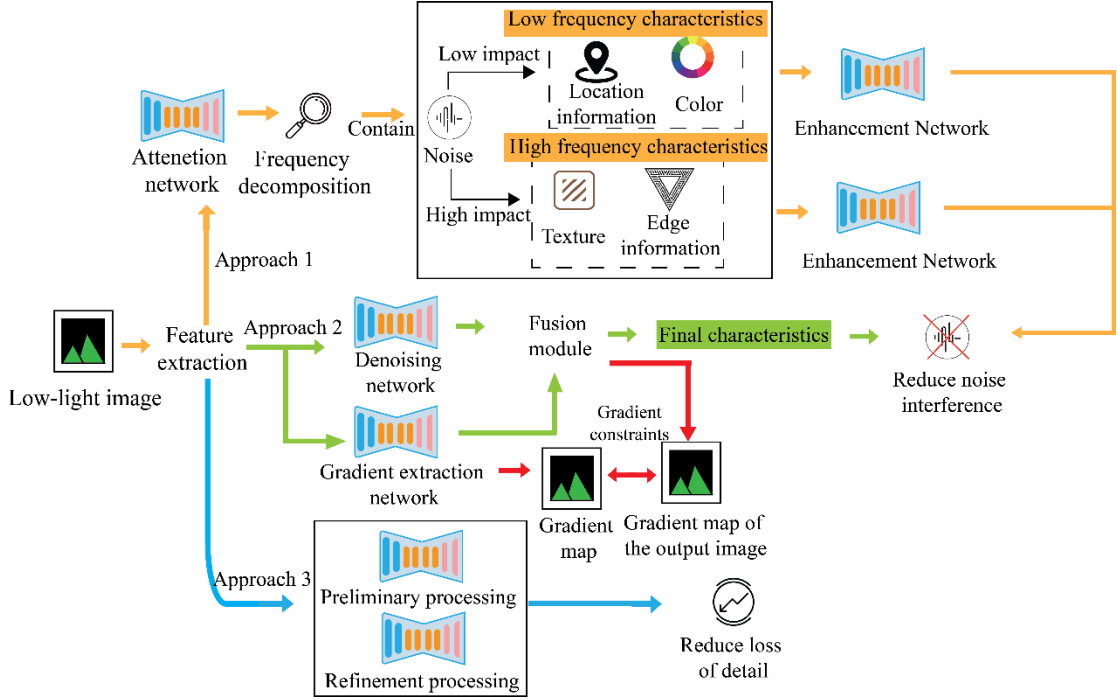 Low frequency characteristics
Low impact
Location
information
Color
Enhancement Network
Attenetion
network
Frequency
decomposition
Contain
Noise
High frequency characteristics
High impact
Texture
Edge
information
Enhancement Network
Approach 1
Low-light image
Feature
extraction
Approach 2
Denoising
network
Fusion
module
Final characteristics
Reduce noise
interference
Gradient extraction
network
Gradient
constraints
Gradient
map
Gradient map of
the output image
Approach 3
Preliminary processing
Refinement processing
Reduce loss
of detail